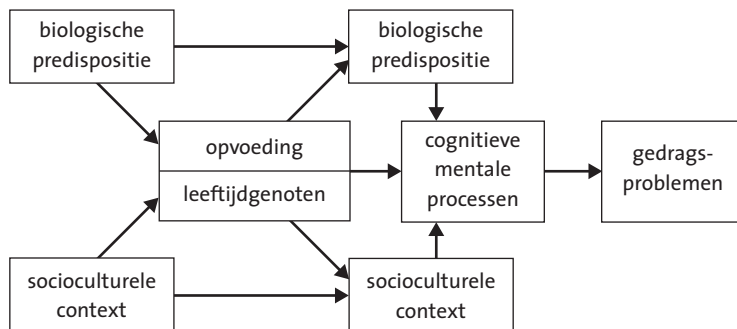 biologische
predispositie
biologische
predispositie
opvoeding
leeftijdgenoten
cognitieve
mentale
processen
gedrags-
problemen
socioculturele
context
socioculturele
context